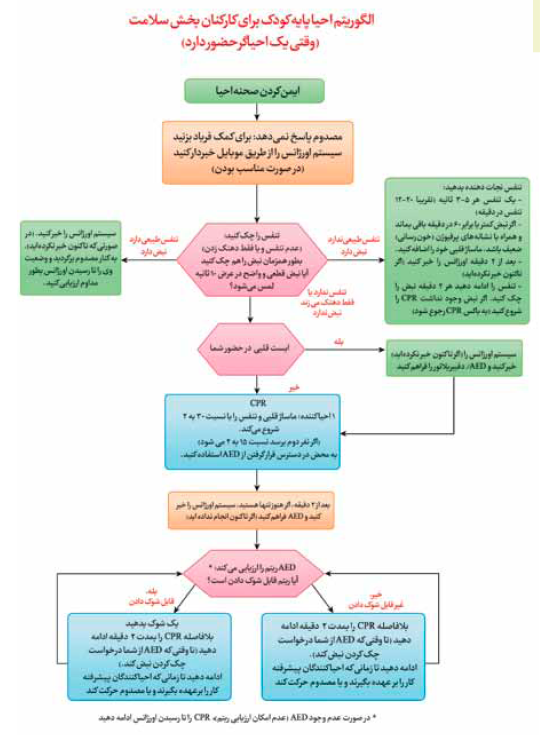 الگوریتم احیا پایه کودک برای کارکنان بخش سلامت
(وقتی یک احیاگر حضور دارد)
ایمن کردن صحنه احیا
مصدوم پاسخ نمی‌دهد: برای کمک فریاد بزنید
سیستم اورژانس را از طریق موبایل خبردار کنید
(در صورت مناسب بودن)
تنفس را چک کنید:
(عدم تنفس و یا فقط دهنک زدن)
بطور همزمان نبض را هم چک کنید
آیا نبض قطعی و واضح در عرض ۱۰ ثانیه
لمس می‌شود؟
تنفس طبیعی دارد
نبض دارد
سیستم اورژانس را خبر کنید. (در
صورتی که تاکنون خبر نکرده‌اید).
به کنار مصدوم برگردید و وضعیت
وی را تا رسیدن اورژانس بطور
مداوم ارزیابی کنید.
تنفس طبیعی ندارد
نبض دارد
تنفس نجات دهنده بدهید:
- یک تنفس هر ۵-۳ ثانیه (تقریبا ۲۰-۱۲
تنفس در دقیقه)
- اگر نبض کمتر یا برابر ۶۰ در دقیقه باقی بماند
و همراه با نشانه‌های پرفیوژن (خون‌رسانی)
ضعیف باشد. ماساژ قلبی خود را اضافه کنید.
- بعد از ۲ دقیقه اورژانس را خبر کنید (اگر
تاکنون خبر نکرده‌اید)
- تنفس را ادامه دهید هر ۲ دقیقه نبض را
چک کنید. اگر نبض وجود نداشت CPR را
شروع کنید (به باکس CPR رجوع شود)
تنفس ندارد یا
فقط دهنک می زند
نبض ندارد
ایست قلبی در حضور شما
بله
سیستم اورژانس را (اگر تاکنون خبر نکرده‌اید)
خبر کنید و AED/ دفیبریلاتور را فراهم کنید
خیر
CPR
۱ احیا کننده: ماساژ قلبی و تنفس را با نسبت ۳۰ به ۲
شروع می‌کند.
(اگر نفر دوم برسد نسبت ۱۵ به ۲ می شود)
به محض در دسترس قرار گرفتن از AED استفاده کنید.
بعد از ۲ دقیقه، اگر هنوز تنها هستید، سیستم اورژانس را خبر
کنید و AED فراهم کنید (اگر تاکنون انجام نداده اید)
AED ریتم را ارزیابی می‌کند: *
آیا ریتم قابل شوک دادن است؟
بله،
قابل شوک دادن
خیر:
غیر قابل شوک دادن
یک شوک بدهید
بلافاصله CPR را بمدت ۲ دقیقه ادامه
دهید (تا وقتی که AED از شما درخواست
چک کردن نبض کند.)
ادامه دهید تا زمانی که احیا کنندگان پیشرفته
کار را بر عهده بگیرند و یا مصدوم حرکت کند
بلافاصله CPR را بمدت ۲ دقیقه ادامه
دهید (تا وقتی که AED از شما درخواست
چک کردن نبض کند).
ادامه دهید تا زمانی که احیا کنندگان پیشرفته
کار را بر عهده بگیرند و یا مصدوم حرکت کند
* در صورت عدم وجود AED (عدم امکان ارزیابی ریتم)، CPR را تا رسیدن اورژانس ادامه دهید